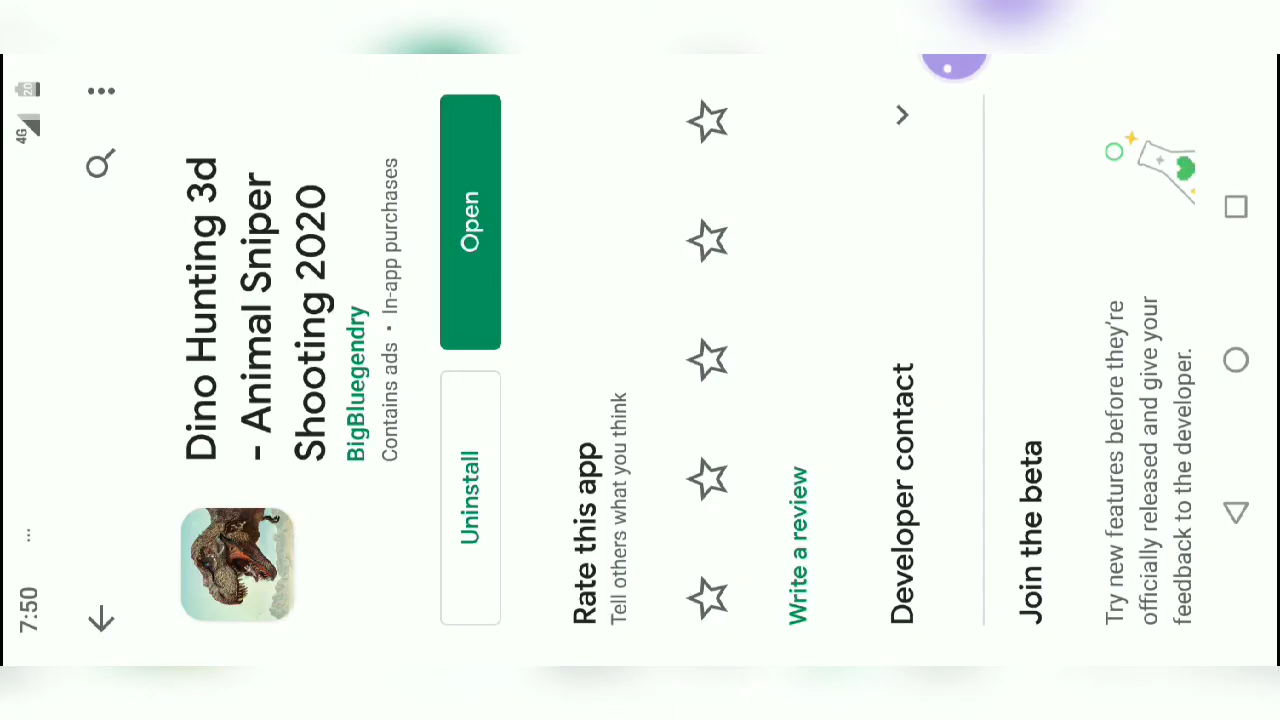 7:50 ...
4G
20
Dino Hunting 3d
- Animal Sniper
Shooting 2020
BigBluegendry
Contains ads • In-app purchases
Uninstall
Open
Rate this app
Tell others what you think
Write a review
Developer contact
Join the beta
Try new features before they're
officially released and give your
feedback to the developer.